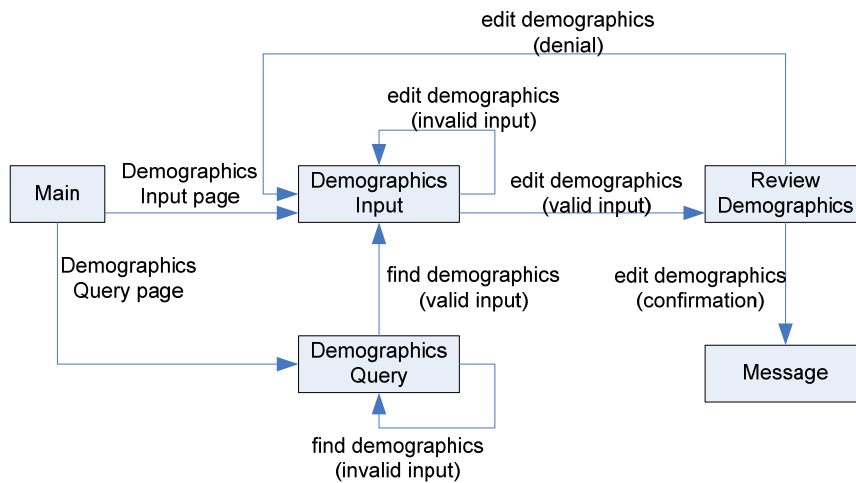 edit demographics
(denial)
edit demographics
(invalid input)
Main
Demographics
Input page
Demographics
Input
edit demographics
(valid input)
Review
Demographics
Demographics
Query page
find demographics
(valid input)
edit demographics
(confirmation)
Demographics
Query
Message
find demographics
(invalid input)